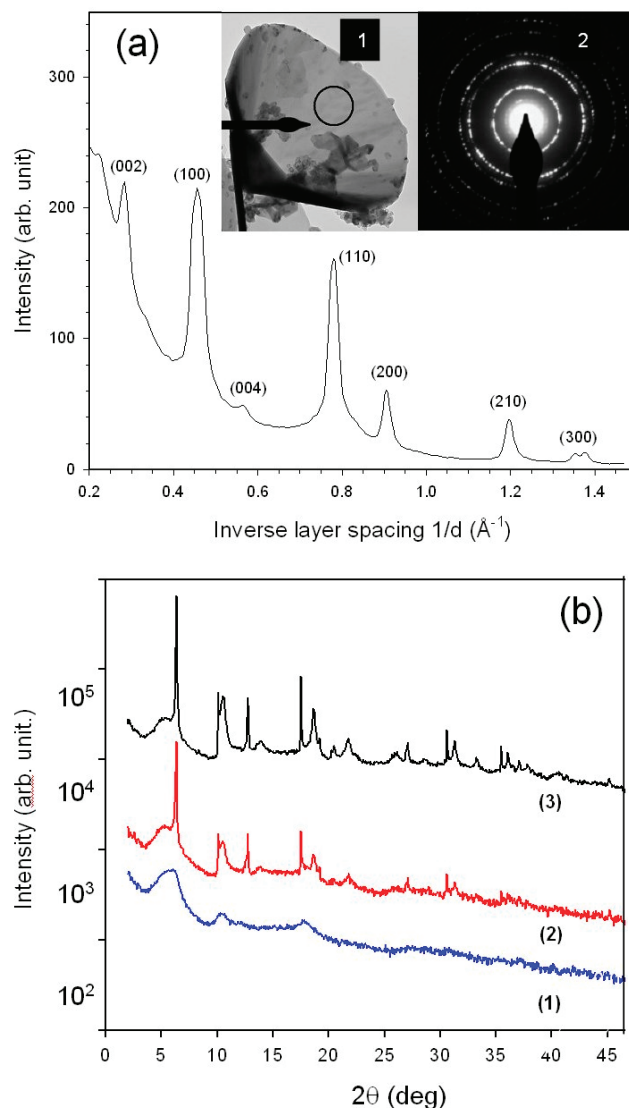 (a)
1
2
300
200
100
0
Intensity (arb. unit)
(002)
(100)
(004)
(110)
(200)
(210)
(300)
0.2 0.4 0.6 0.8 1.0 1.2 1.4
Inverse layer spacing 1/d (Å⁻¹)
(b)
10⁵
10⁴
10³
10²
Intensity (arb. unit.)
(3)
(2)
(1)
0 5 10 15 20 25 30 35 40 45
2θ (deg)